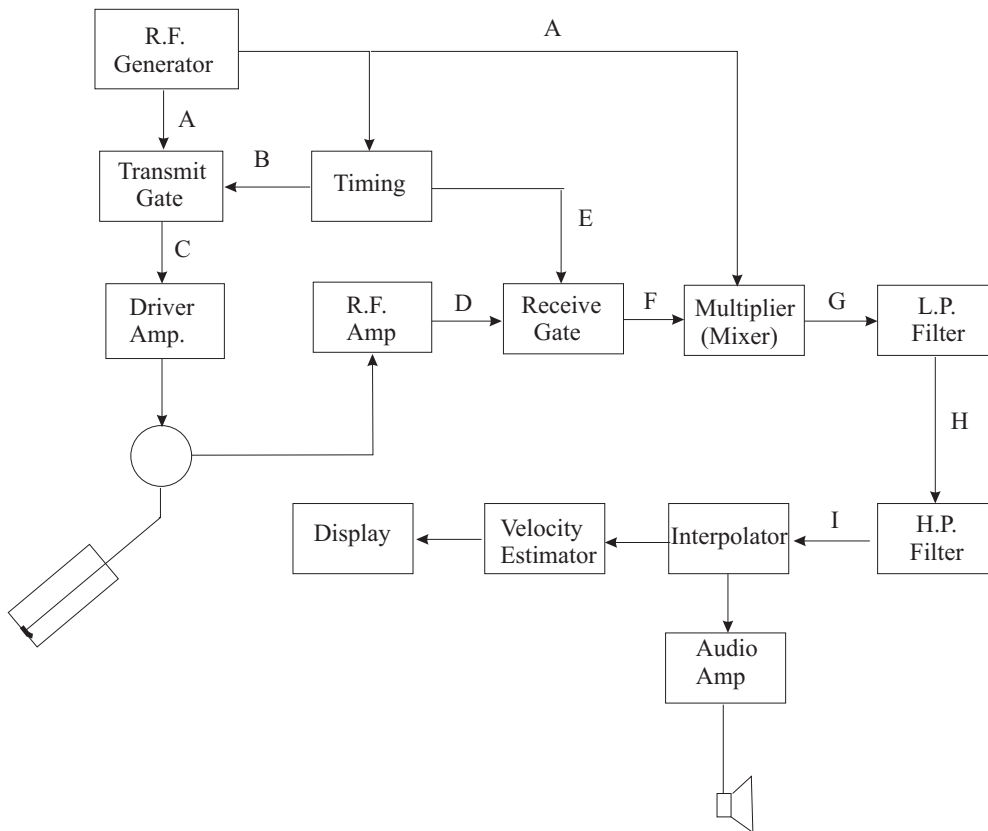 R.F.
Generator
A
A
Transmit
Gate
B
Timing
C
E
Driver
Amp.
R.F.
Amp
D
Receive
Gate
F
Multiplier
(Mixer)
G
L.P.
Filter
H
Display
Velocity
Estimator
Interpolator
I
H.P.
Filter
Audio
Amp